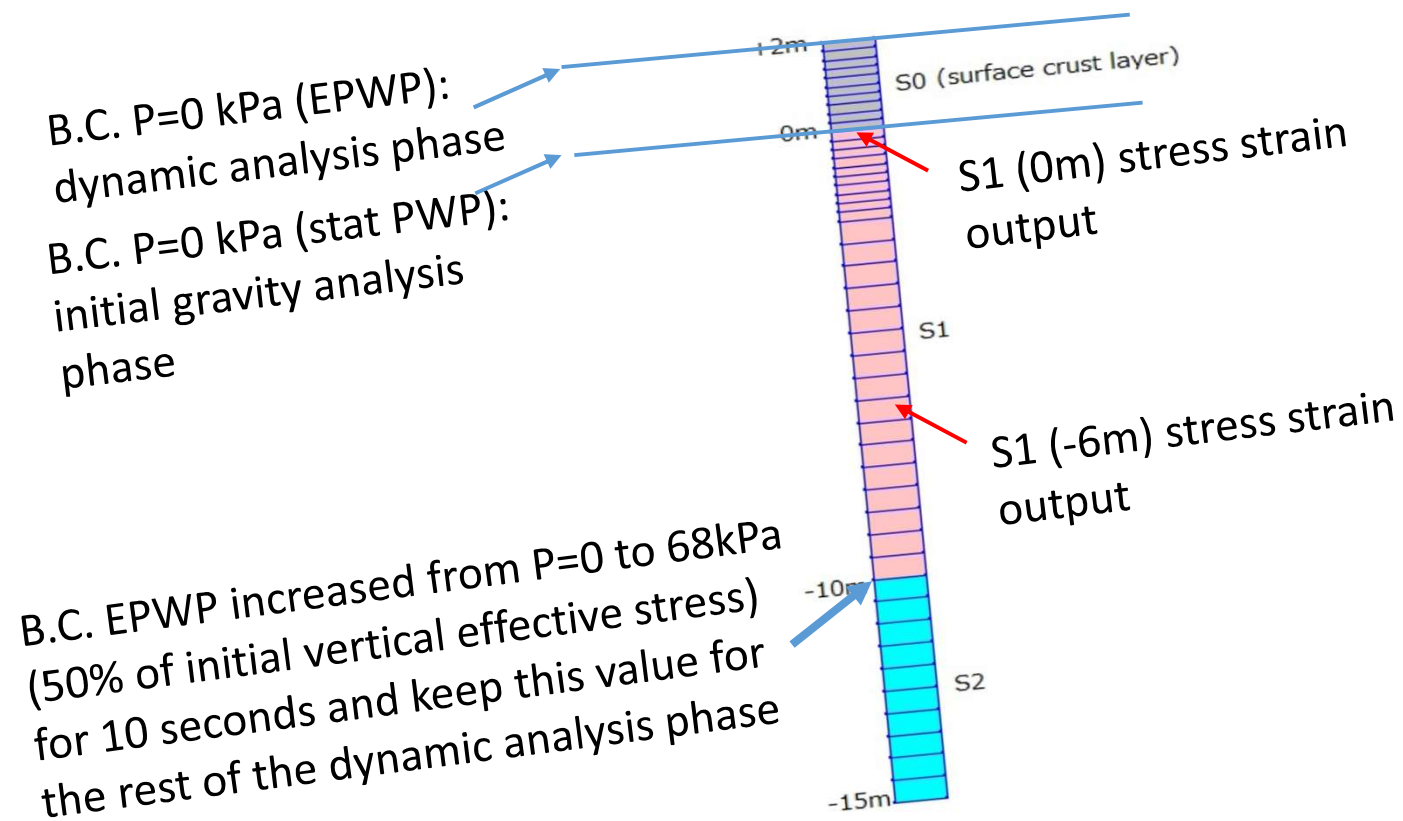 +2m
S0 (surface crust layer)
B.C. P=0 kPa (EPWP):
dynamic analysis phase
0m
S1 (0m) stress strain
output
B.C. P=0 kPa (stat PWP):
initial gravity analysis
phase
S1
S1 (-6m) stress strain
output
B.C. EPWP increased from P=0 to 68kPa
(50% of initial vertical effective stress)
for 10 seconds and keep this value for
the rest of the dynamic analysis phase
-10m
S2
-15m